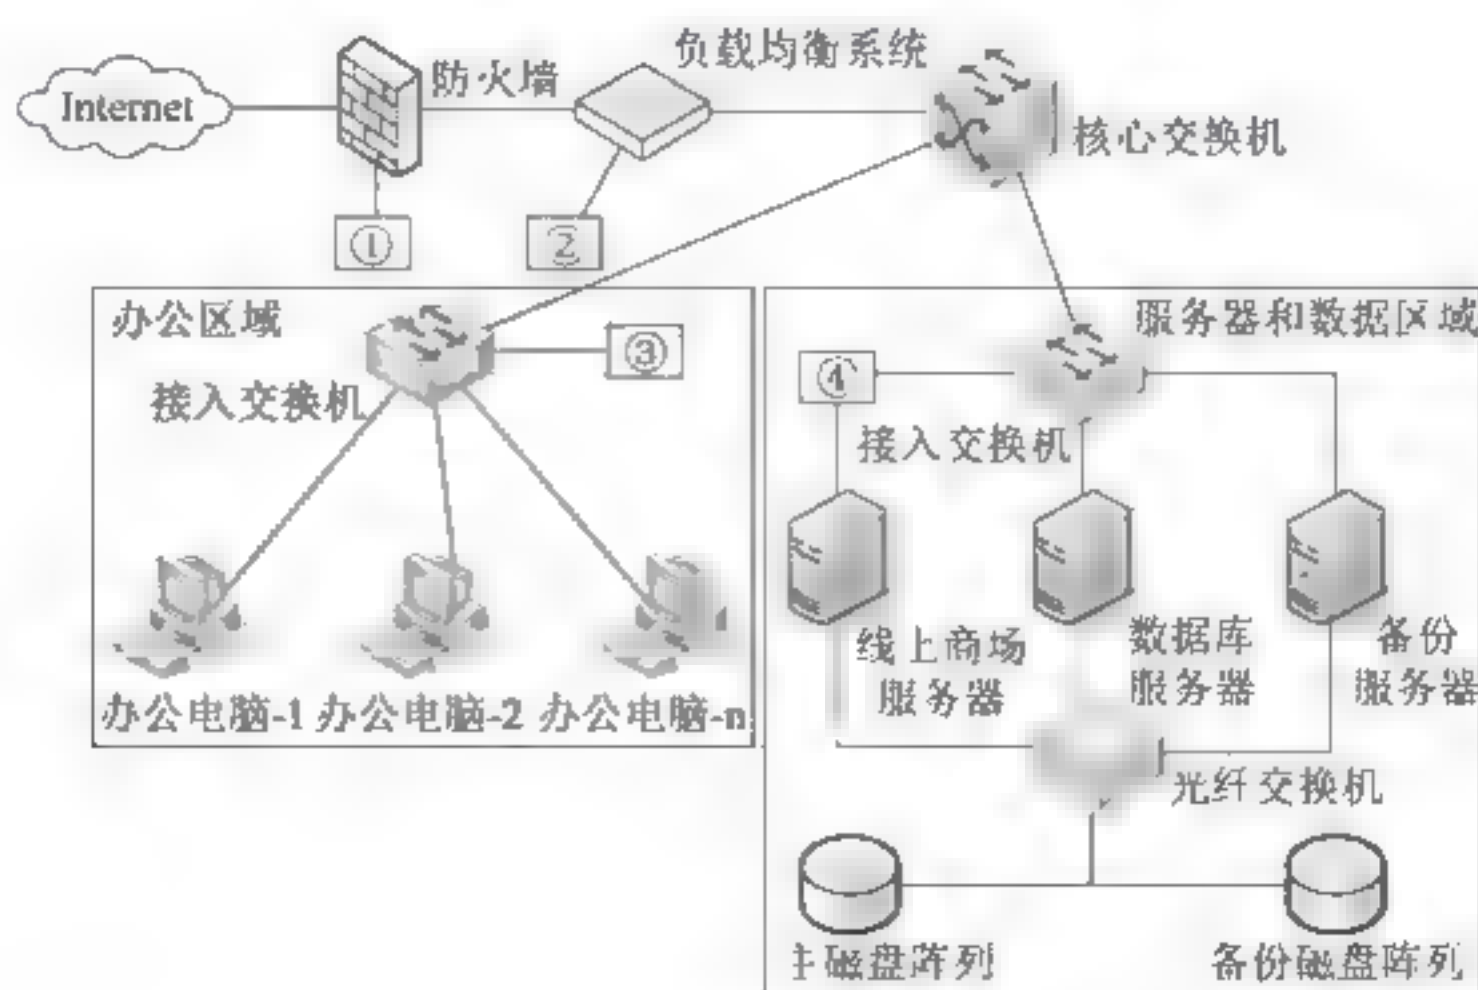 Internet
防火墙
负载均衡系统
核心交换机
①
②
办公区域
③
接入交换机
办公电脑-1 办公电脑-2 办公电脑-n
服务器和数据区域
④
接入交换机
线上商场
服务器
数据库
服务器
备份
服务器
光纤交换机
主磁盘阵列
备份磁盘阵列